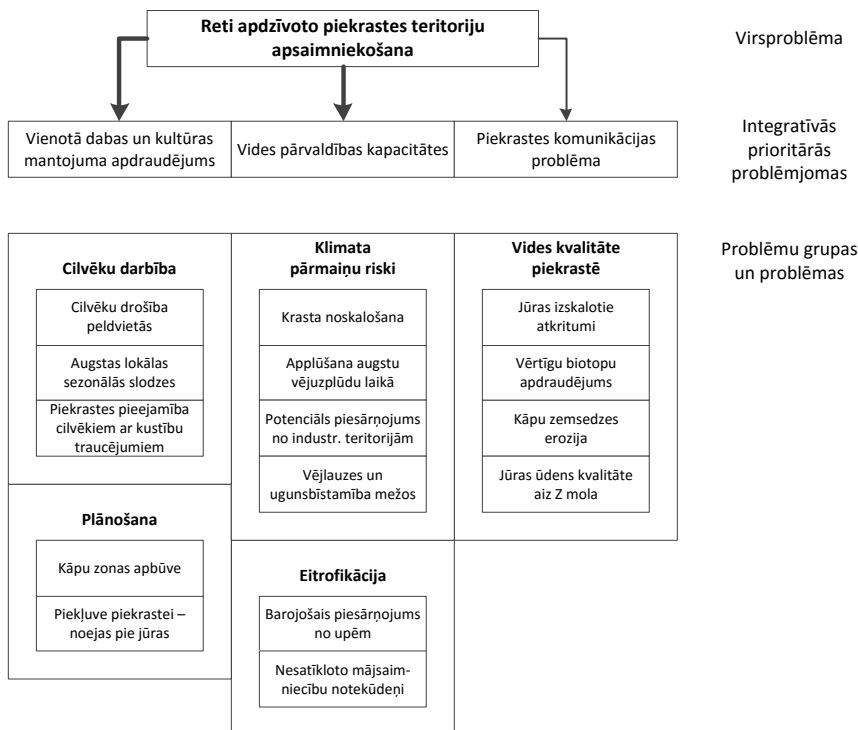 Reti apdzīvoto piekrastes teritoriju
apsaimniekošana
Virsproblēma
Vienotā dabas un kultūras
mantojuma apdraudējums
Vides pārvaldības kapacitātes
Piekrastes komunikācijas
problēma
Integratīvās
prioritārās
problēmjomas
Cilvēku darbība
Cilvēku drošība
peldvietās
Augstas lokālas
sezonālās slodzes
Piekrastes pieejamība
cilvēkiem ar kustību
traucējumiem
Klimata
pārmaiņu riski
Krasta noskalošana
Applūšana augstu
vējuzplūdu laikā
Potenciāls piesārņojums
no industr. teritorijām
Vējlauzes un
ugunsbīstamība mežos
Vides kvalitāte
piekrastē
Jūras izskalotie
atkritumi
Vērtīgu biotopu
apdraudējums
Kāpu zemsedzes
erozija
Jūras ūdens kvalitāte
aiz Z mola
Problēmu grupas
un problēmas
Plānošana
Kāpu zonas apbūve
Piekļuve piekrastei –
noejas pie jūras
Eitrofikācija
Barojošais piesārņojums
no upēm
Nesatīkloto mājsaim-
niecību notekūdeņi